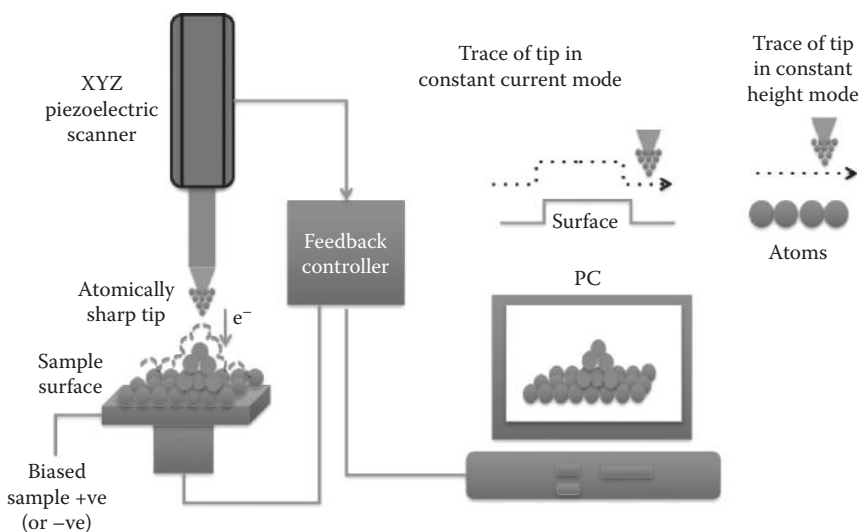 XYZ
piezoelectric
scanner
Trace of tip in
constant current mode
Trace of tip
in constant
height mode
Feedback
controller
Surface
Atoms
Atomically
sharp tip
e⁻
PC
Sample
surface
Biased
sample +ve
(or –ve)